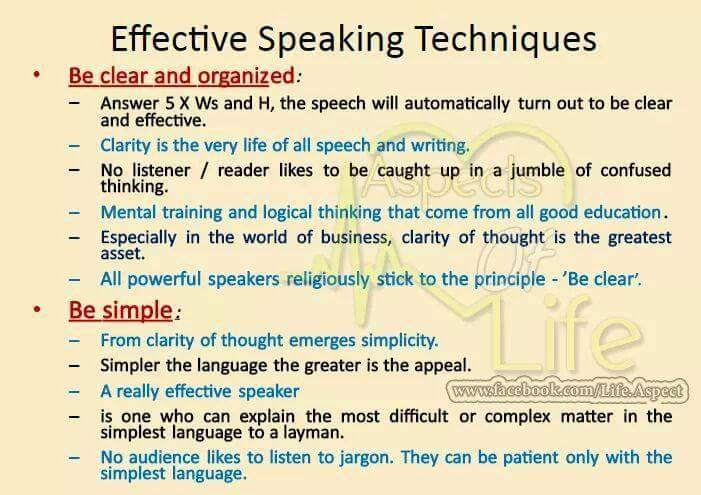 Effective Speaking Techniques
• Be clear and organized:
– Answer 5 X Ws and H, the speech will automatically turn out to be clear
and effective.
– Clarity is the very life of all speech and writing.
– No listener / reader likes to be caught up in a jumble of confused
thinking.
– Mental training and logical thinking that come from all good education.
– Especially in the world of business, clarity of thought is the greatest
asset.
– All powerful speakers religiously stick to the principle - ’Be clear’.
• Be simple:
– From clarity of thought emerges simplicity.
– Simpler the language the greater is the appeal.
– A really effective speaker
– is one who can explain the most difficult or complex matter in the
simplest language to a layman.
– No audience likes to listen to jargon. They can be patient only with the
simplest language.
Aspects
Of
Life
www.facebook.com/Life.Aspect